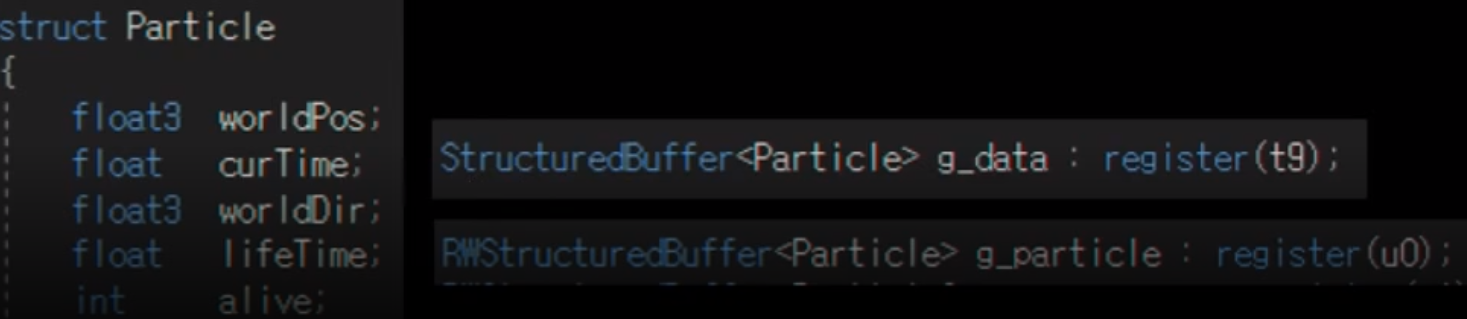 struct Particle
{
float3 worldPos;
float curTime;
float3 worldDir;
float lifeTime;
int alive;
StructuredBuffer<Particle> g_data : register(t9);
RWStructuredBuffer<Particle> g_particle : register(u0);